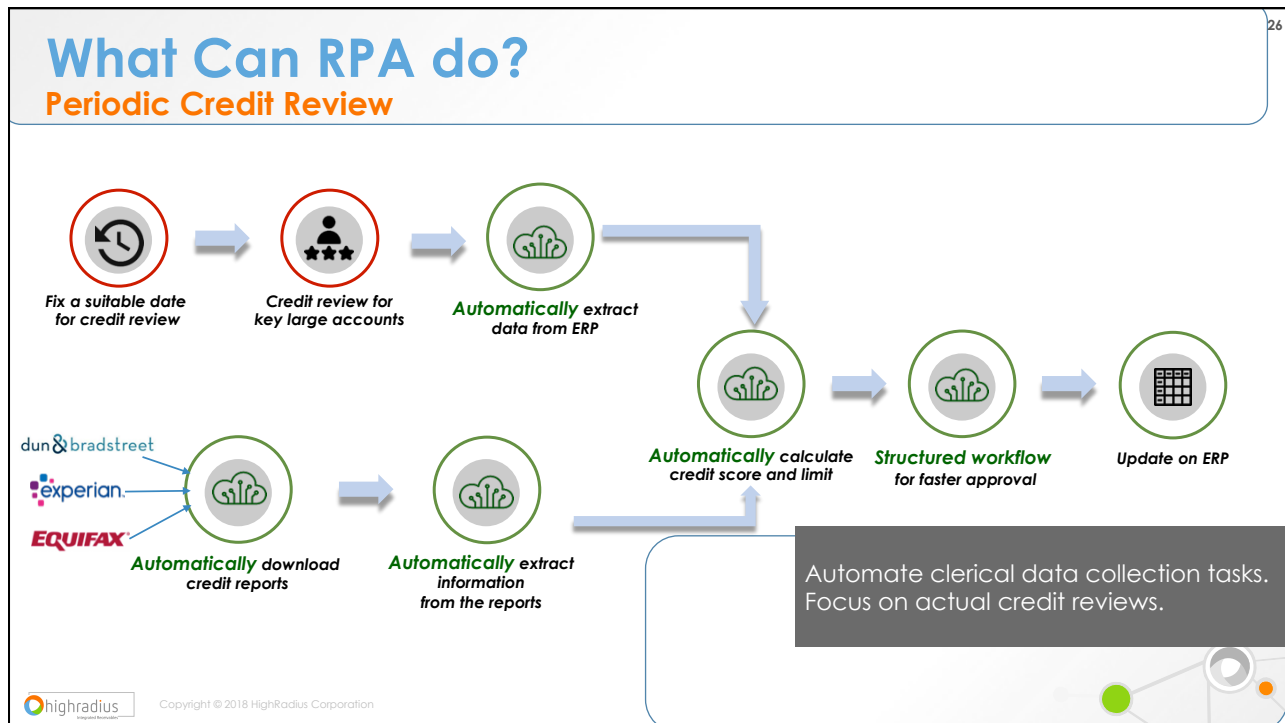 26
What Can RPA do?
Periodic Credit Review
Fix a suitable date
for credit review
Credit review for
key large accounts
Automatically extract
data from ERP
dun & bradstreet
experian.
EQUIFAX
Automatically download
credit reports
Automatically extract
information
from the reports
Automatically calculate
credit score and limit
Structured workflow
for faster approval
Update on ERP
Automate clerical data collection tasks.
Focus on actual credit reviews.
highradius
Integrated Receivables
Copyright © 2018 HighRadius Corporation